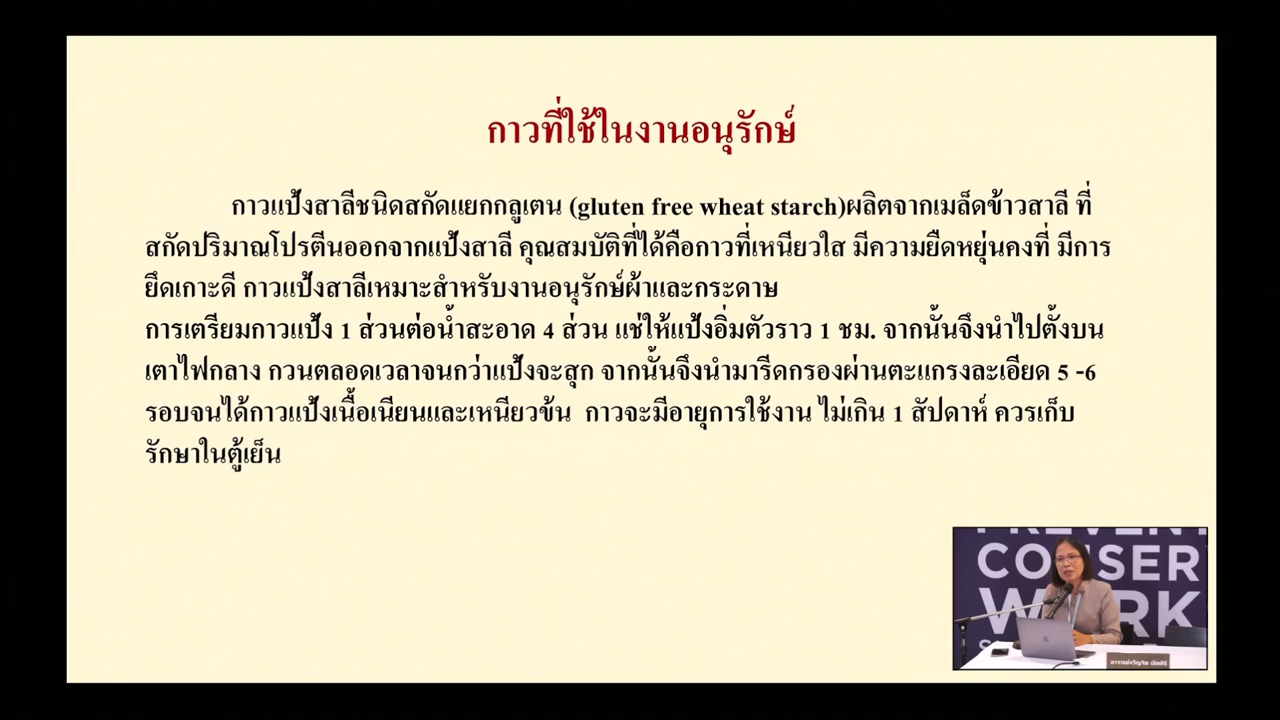 กาวที่ใช้ในงานอนุรักษ์
กาวแป้งสาลีชนิดสกัดแยกกลูเตน (gluten free wheat starch)ผลิตจากเมล็ดข้าวสาลี ที่
สกัดปริมาณโปรตีนออกจากแป้งสาลี คุณสมบัติที่ได้คือกาวที่เหนียวใส มีความยืดหยุ่นคงที่ มีการ
ยึดเกาะดี กาวแป้งสาลีเหมาะสำหรับงานอนุรักษ์ผ้าและกระดาษ
การเตรียมกาวแป้ง 1 ส่วนต่อน้ำสะอาด 4 ส่วน แช่ให้แป้งอิ่มตัวราว 1 ชม. จากนั้นจึงนำไปตั้งบน
เตาไฟกลาง กวนตลอดเวลาจนกว่าแป้งจะสุก จากนั้นจึงนำมารีดกรองผ่านตะแกรงละเอียด 5 -6
รอบจนได้กาวแป้งเนื้อเนียนและเหนียวข้น กาวจะมีอายุการใช้งาน ไม่เกิน 1 สัปดาห์ ควรเก็บ
รักษาในตู้เย็น
PREVENT
CONSER
W RK